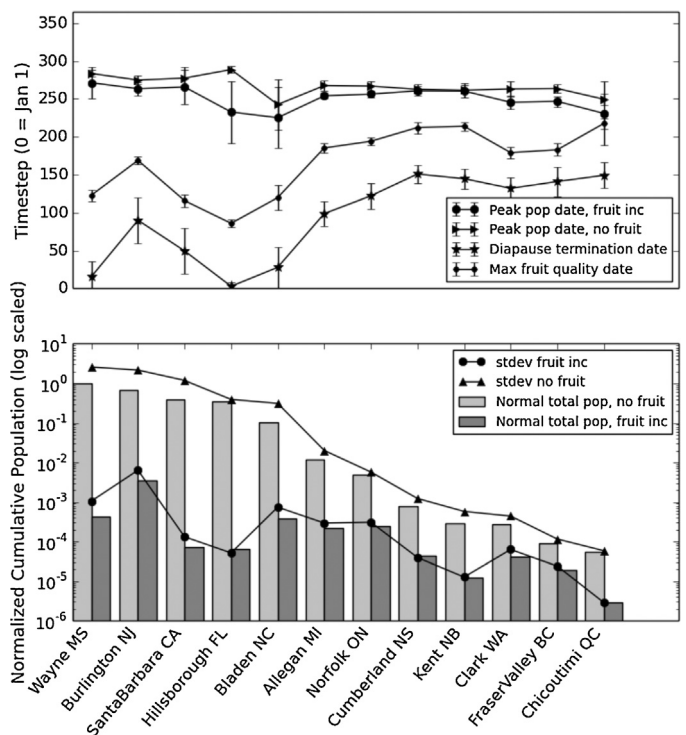 Timestep (0 = Jan 1)
350
300
250
200
150
100
50
0
Peak pop date, fruit inc
Peak pop date, no fruit
Diapause termination date
Max fruit quality date
Normalized Cumulative Population (log scaled)
10^1
10^0
10^-1
10^-2
10^-3
10^-4
10^-5
10^-6
stdev fruit inc
stdev no fruit
Normal total pop, no fruit
Normal total pop, fruit inc
Wayne MS
Burlington NJ
SantaBarbara CA
Hillsborough FL
Bladen NC
Allegan MI
Norfolk ON
Cumberland NS
Kent NB
Clark WA
FraserValley BC
Chicoutimi QC